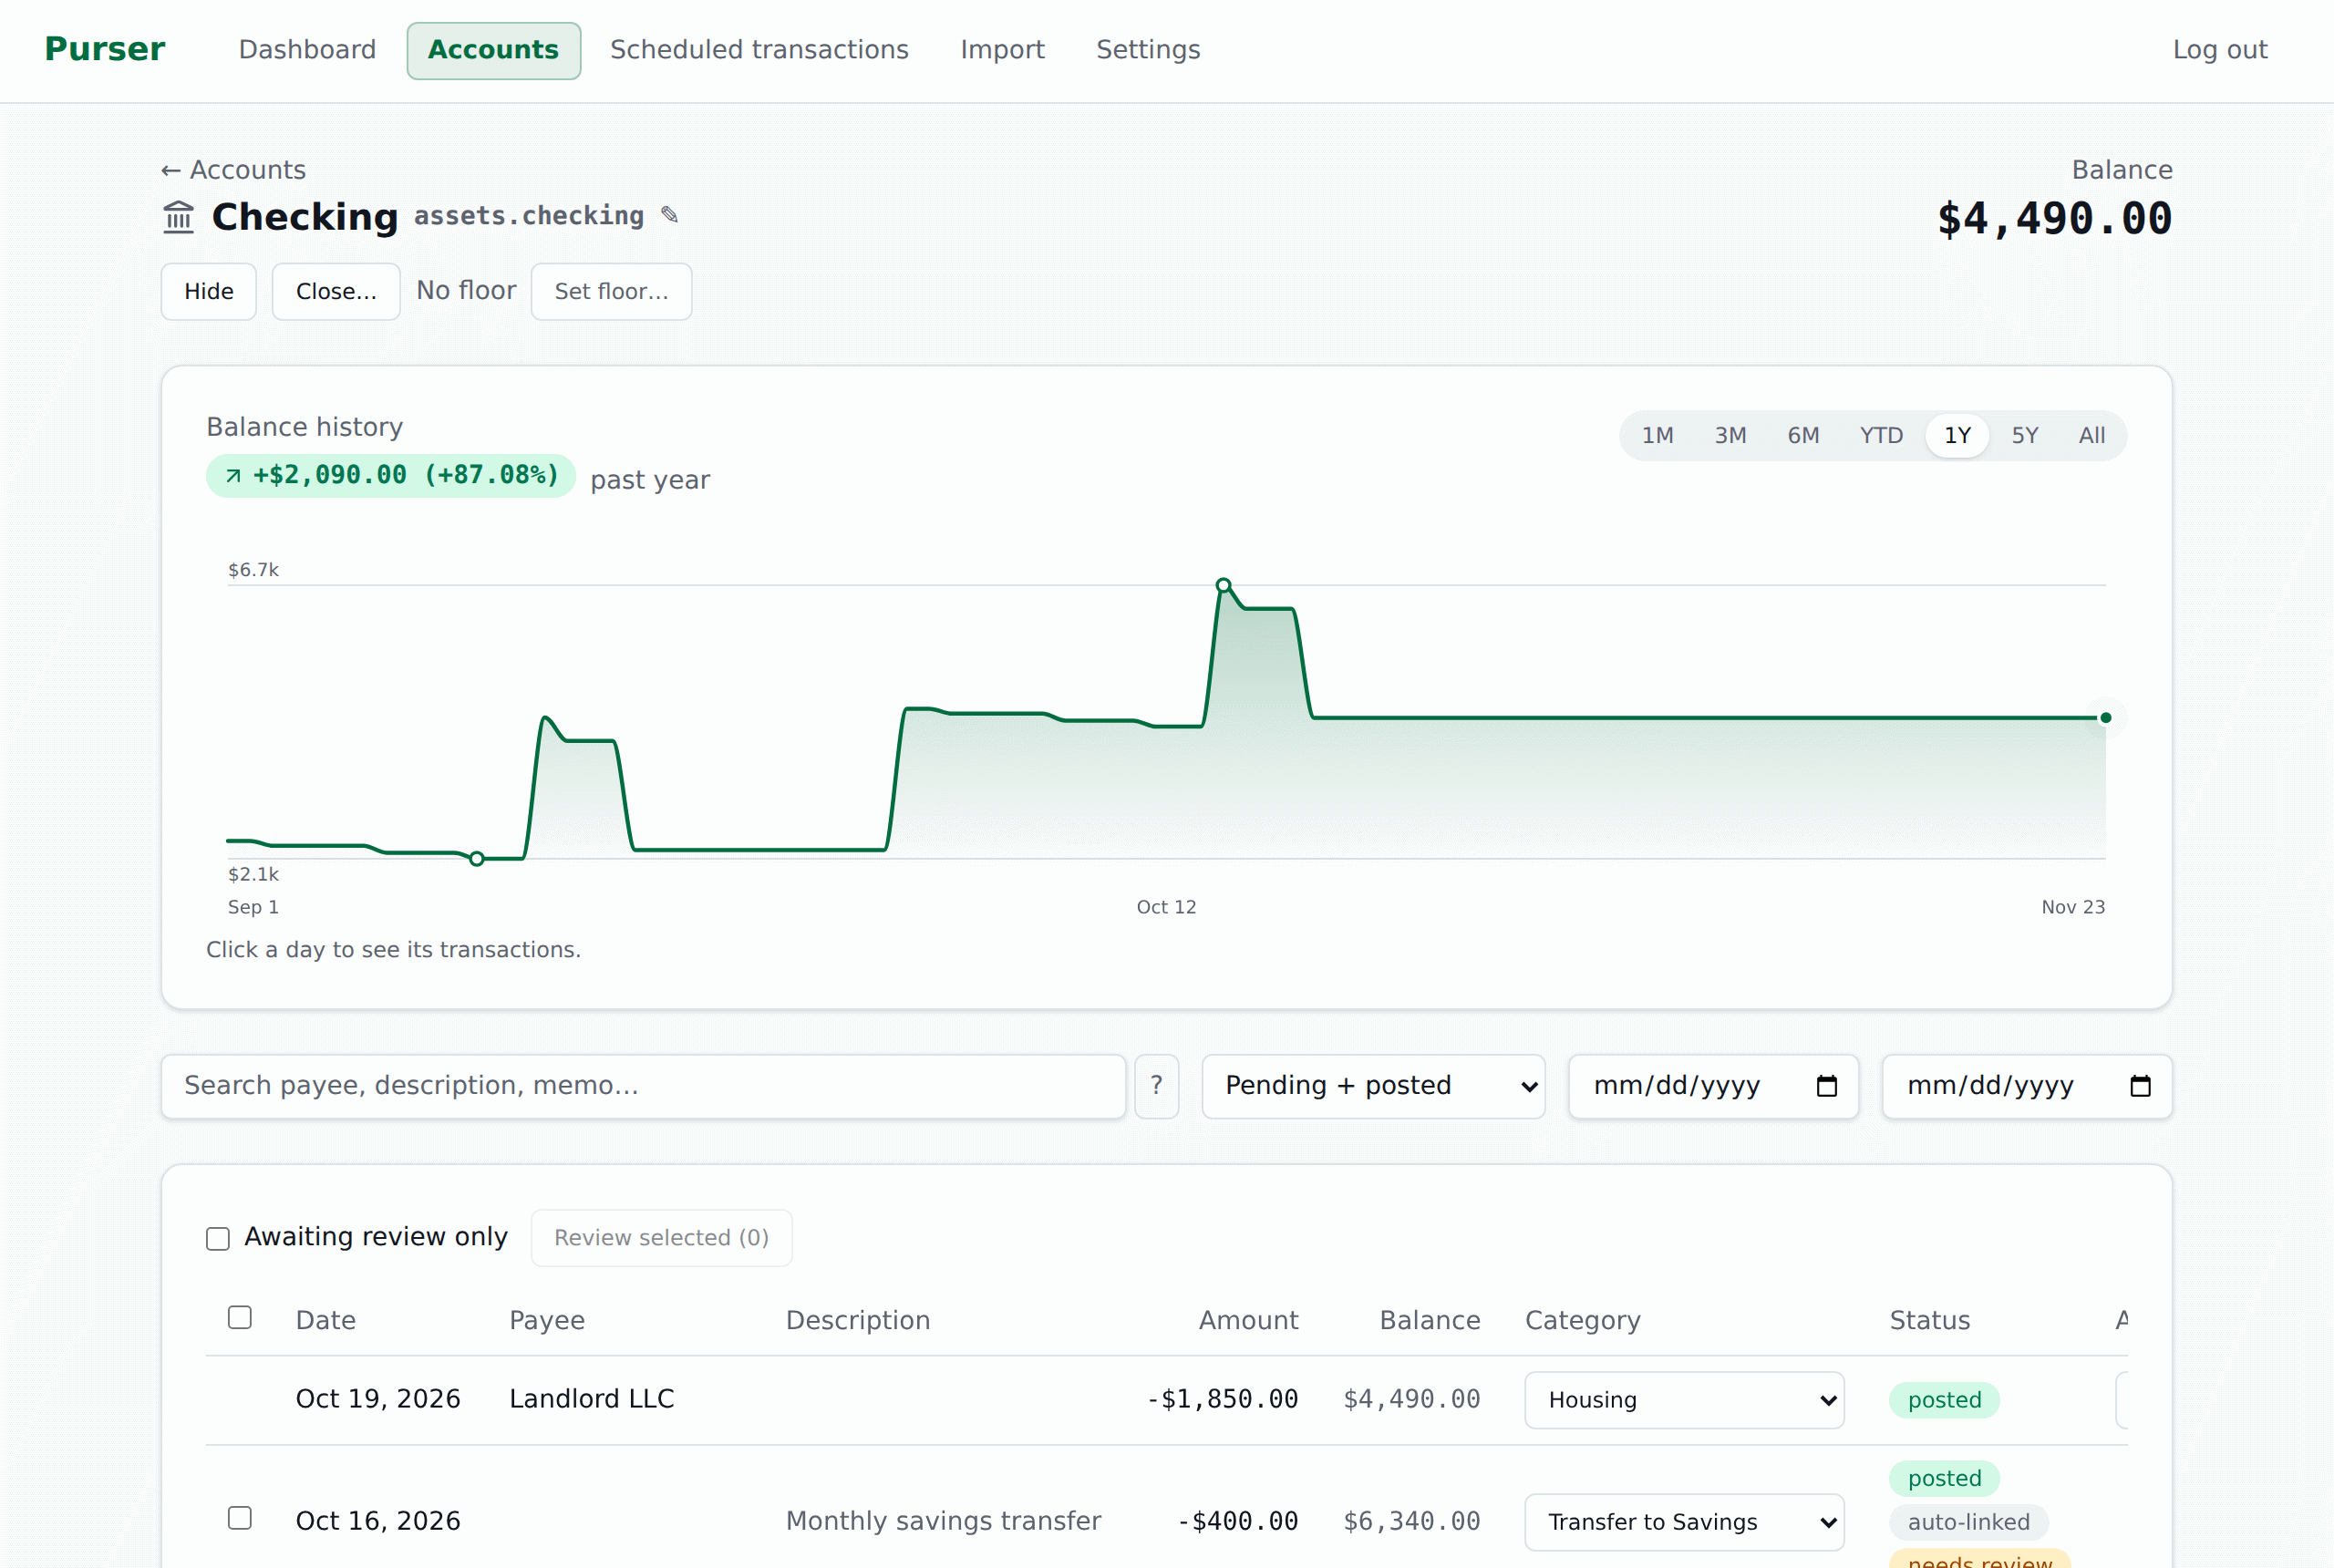 Purser Dashboard Accounts Scheduled transactions Import Settings Log out
← Accounts Balance
Checking assets.checking ✎ $4,490.00
Hide Close… No floor Set floor…
Balance history 1M 3M 6M YTD 1Y 5Y All
+$2,090.00 (+87.08%) past year
$6.7k
$2.1k
Sep 1 Oct 12 Nov 23
Click a day to see its transactions.
Search payee, description, memo… ? Pending + posted mm/dd/yyyy mm/dd/yyyy
Awaiting review only Review selected (0)
Date Payee Description Amount Balance Category Status
Oct 19, 2026 Landlord LLC -$1,850.00 $4,490.00 Housing posted
posted
Oct 16, 2026 Monthly savings transfer -$400.00 $6,340.00 Transfer to Savings auto-linked
needs review